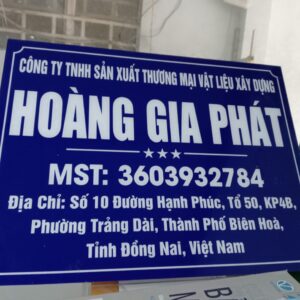 CÔNG TY TNHH SẢN XUẤT THƯƠNG MẠI VẬT LIỆU XÂY DỰNG
HOÀNG GIA PHÁT
MST: 3603932784
Địa Chỉ: Số 10 Đường Hạnh Phúc, Tổ 50, KP4B,
Phường Trảng Dài, Thành Phố Biên Hoà,
Tỉnh Đồng Nai, Việt Nam